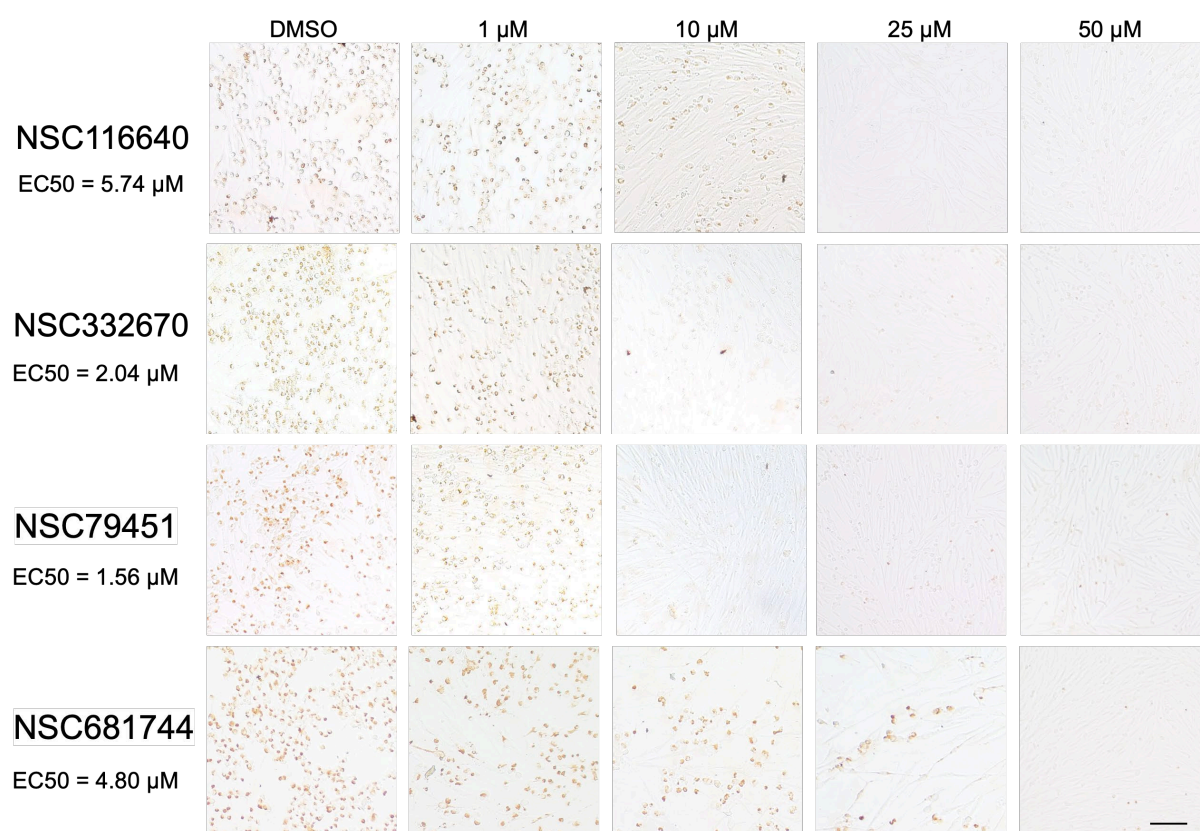 DMSO 1 µM 10 µM 25 µM 50 µM
NSC116640
EC50 = 5.74 µM
NSC332670
EC50 = 2.04 µM
NSC79451
EC50 = 1.56 µM
NSC681744
EC50 = 4.80 µM